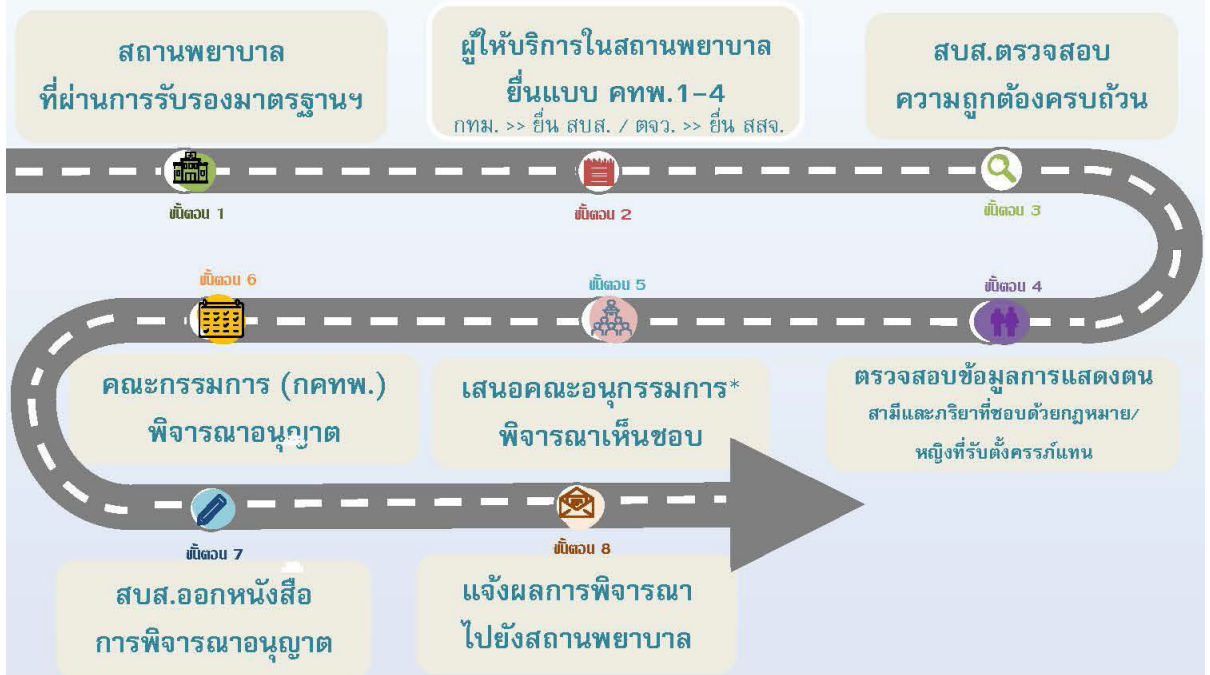 สถานพยาบาล
ที่ผ่านการรับรองมาตรฐานฯ
ขั้นตอน 1
ผู้ให้บริการในสถานพยาบาล
ยื่นแบบ คทพ.1-4
กทม. >> ยื่น สบส. / ตจว. >> ยื่น สสจ.
ขั้นตอน 2
สบส.ตรวจสอบ
ความถูกต้องครบถ้วน
ขั้นตอน 3
ขั้นตอน 4
ตรวจสอบข้อมูลการแสดงตน
สามีและภริยาที่ชอบด้วยกฎหมาย/
หญิงที่รับตั้งครรภ์แทน
ขั้นตอน 5
เสนอคณะอนุกรรมการ*
พิจารณาเห็นชอบ
ขั้นตอน 6
คณะกรรมการ (กคทพ.)
พิจารณาอนุญาต
ขั้นตอน 7
สบส.ออกหนังสือ
การพิจารณาอนุญาต
ขั้นตอน 8
แจ้งผลการพิจารณา
ไปยังสถานพยาบาล